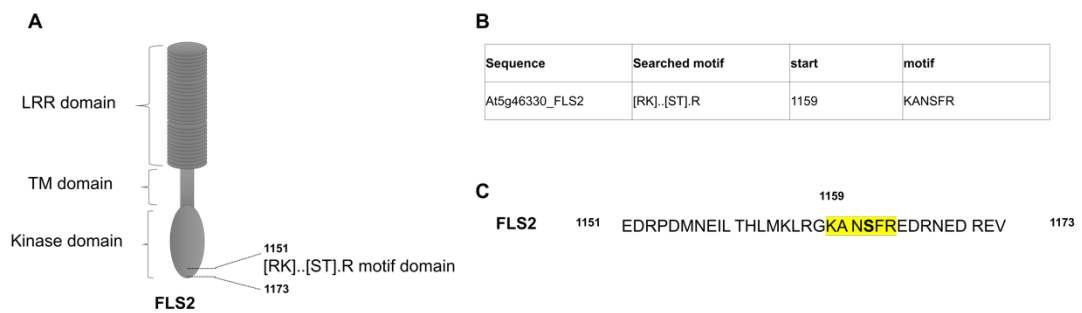 A
LRR domain
TM domain
Kinase domain
1151
[RK]..[ST].R motif domain
1173
FLS2
B
Sequence Searched motif start motif
At5g46330_FLS2 [RK]..[ST].R 1159 KANSFR
C
1159
FLS2 1151 EDRPDMNEIL THLMKLRGKA NSFREDRNED REV 1173